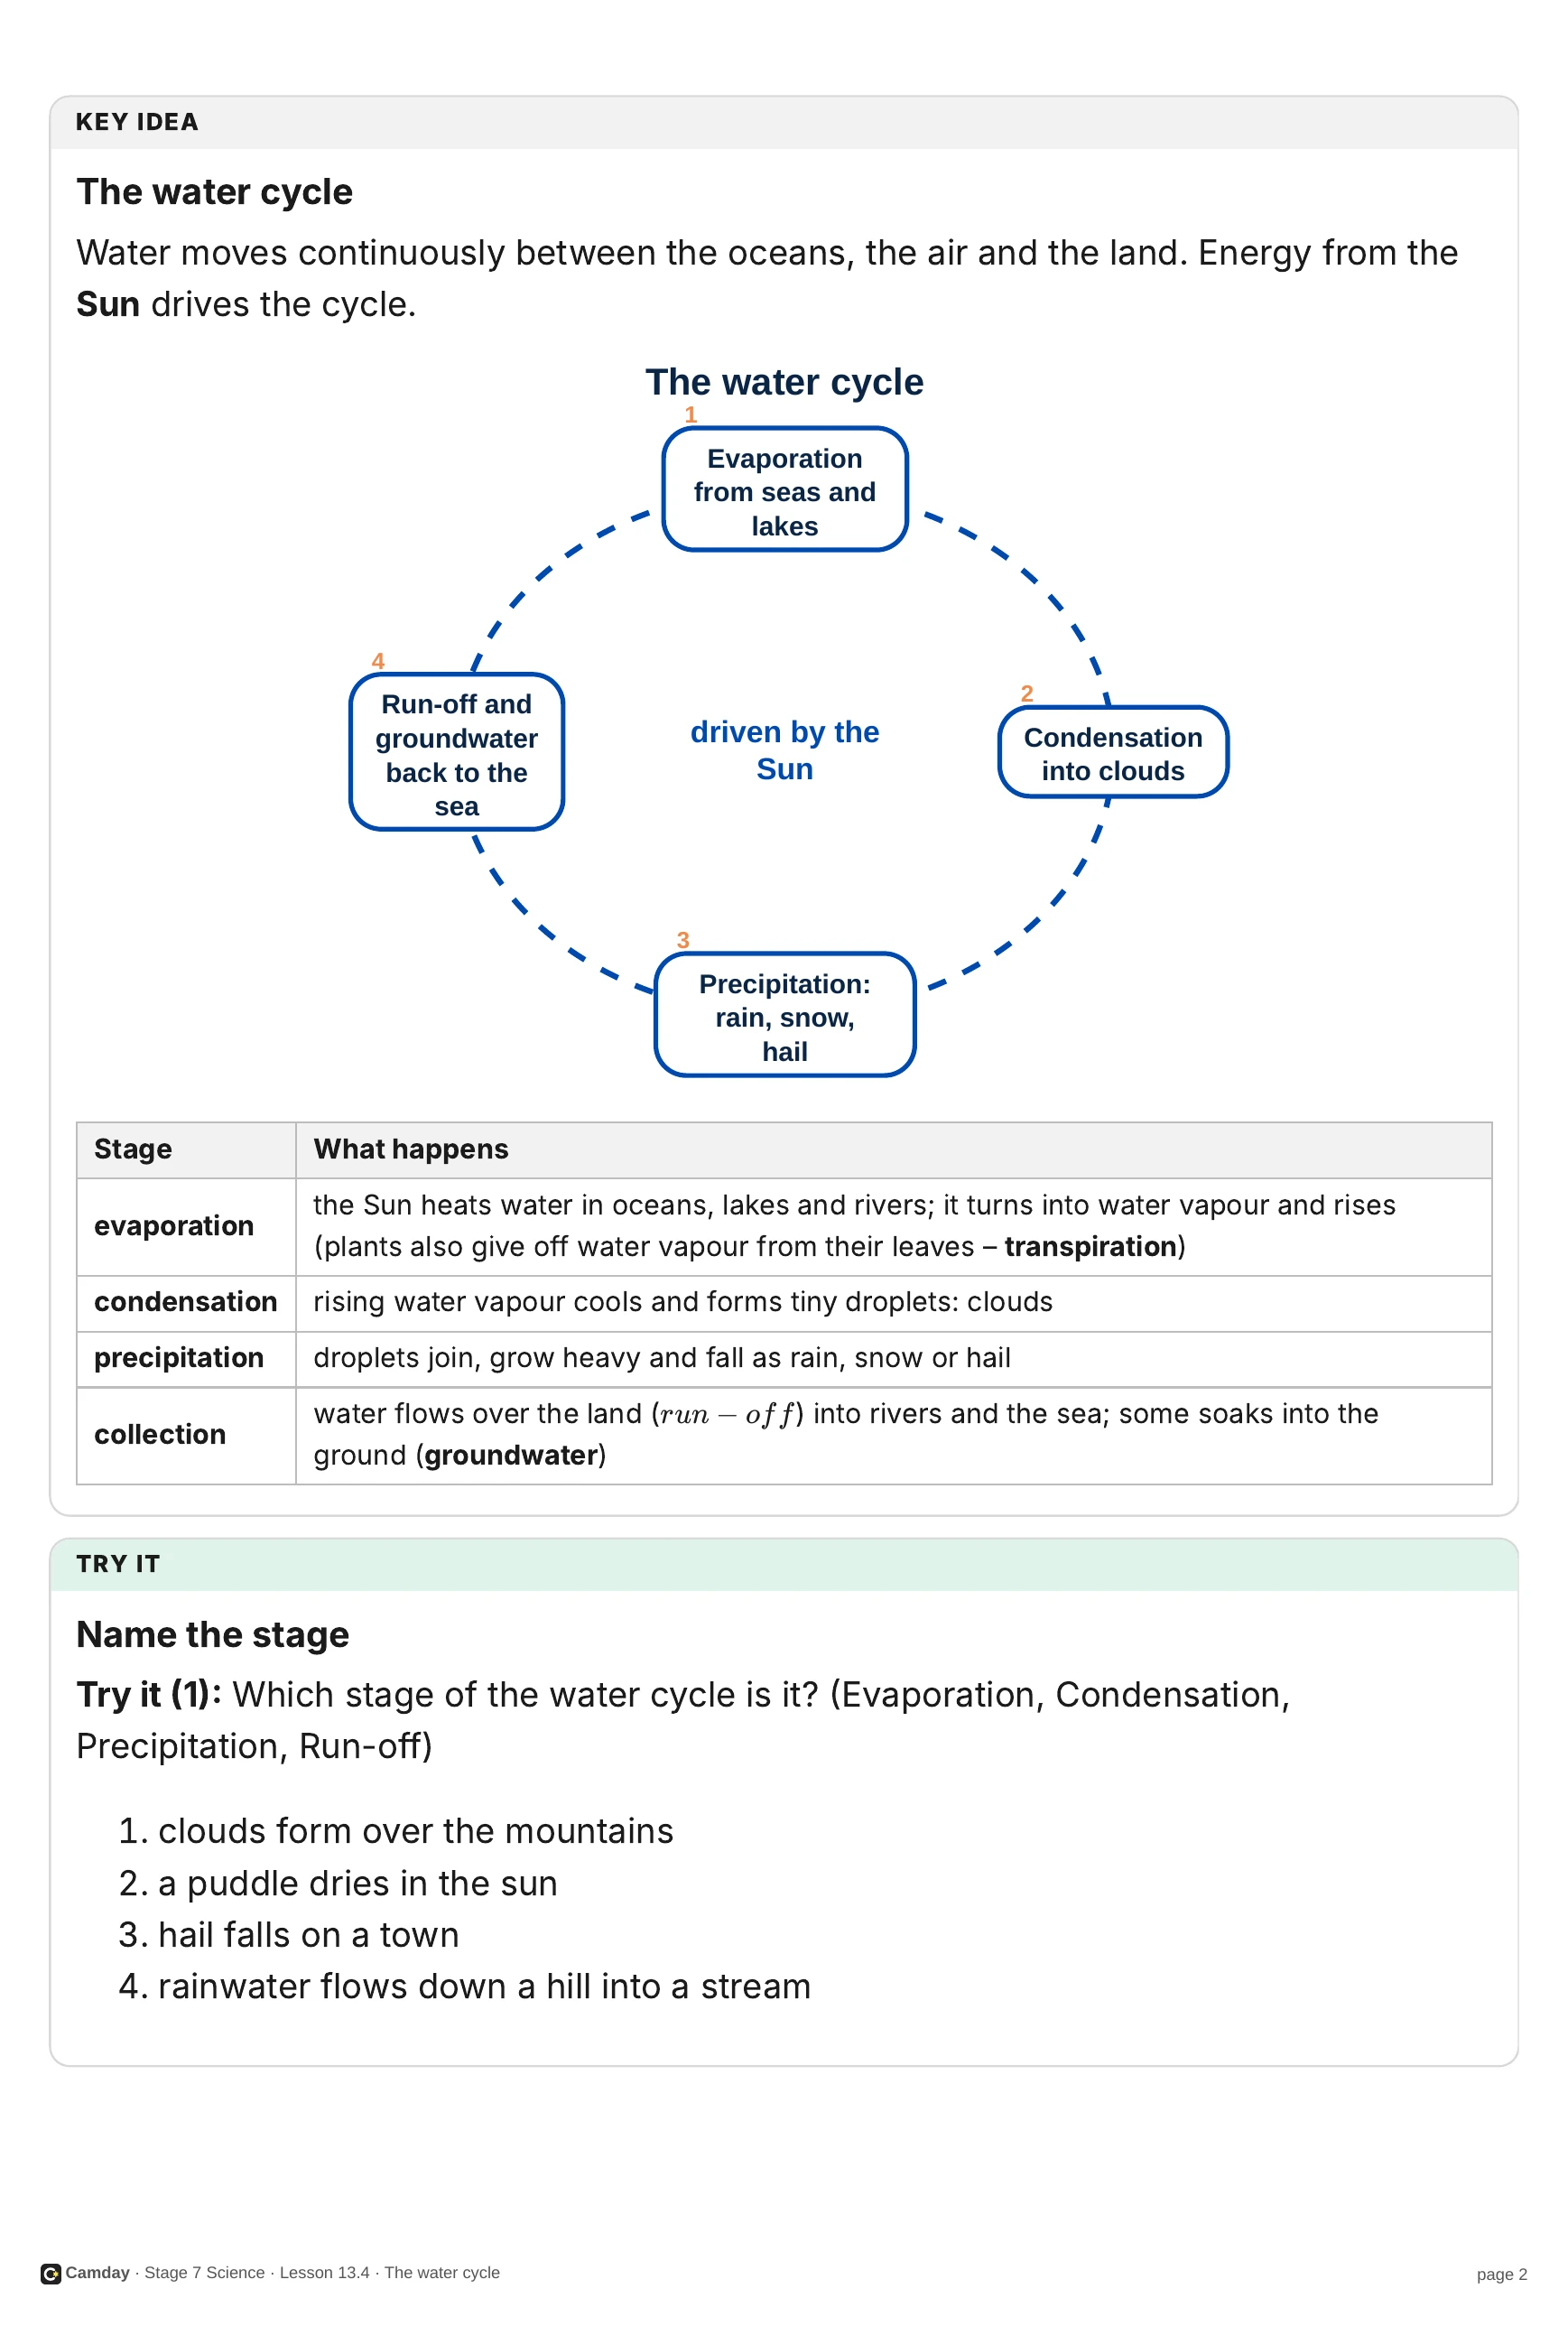 KEY IDEA
The water cycle
Water moves continuously between the oceans, the air and the land. Energy from the
Sun drives the cycle.
The water cycle
1
Evaporation
from seas and
lakes
4
Run-off and
groundwater
back to the
sea
driven by the
Sun
2
Condensation
into clouds
3
Precipitation:
rain, snow,
hail
Stage What happens
evaporation the Sun heats water in oceans, lakes and rivers; it turns into water vapour and rises
(plants also give off water vapour from their leaves – transpiration)
condensation rising water vapour cools and forms tiny droplets: clouds
precipitation droplets join, grow heavy and fall as rain, snow or hail
collection water flows over the land (run − off) into rivers and the sea; some soaks into the
ground (groundwater)
TRY IT
Name the stage
Try it (1): Which stage of the water cycle is it? (Evaporation, Condensation,
Precipitation, Run-off)
1. clouds form over the mountains
2. a puddle dries in the sun
3. hail falls on a town
4. rainwater flows down a hill into a stream
Camday · Stage 7 Science · Lesson 13.4 · The water cycle
page 2